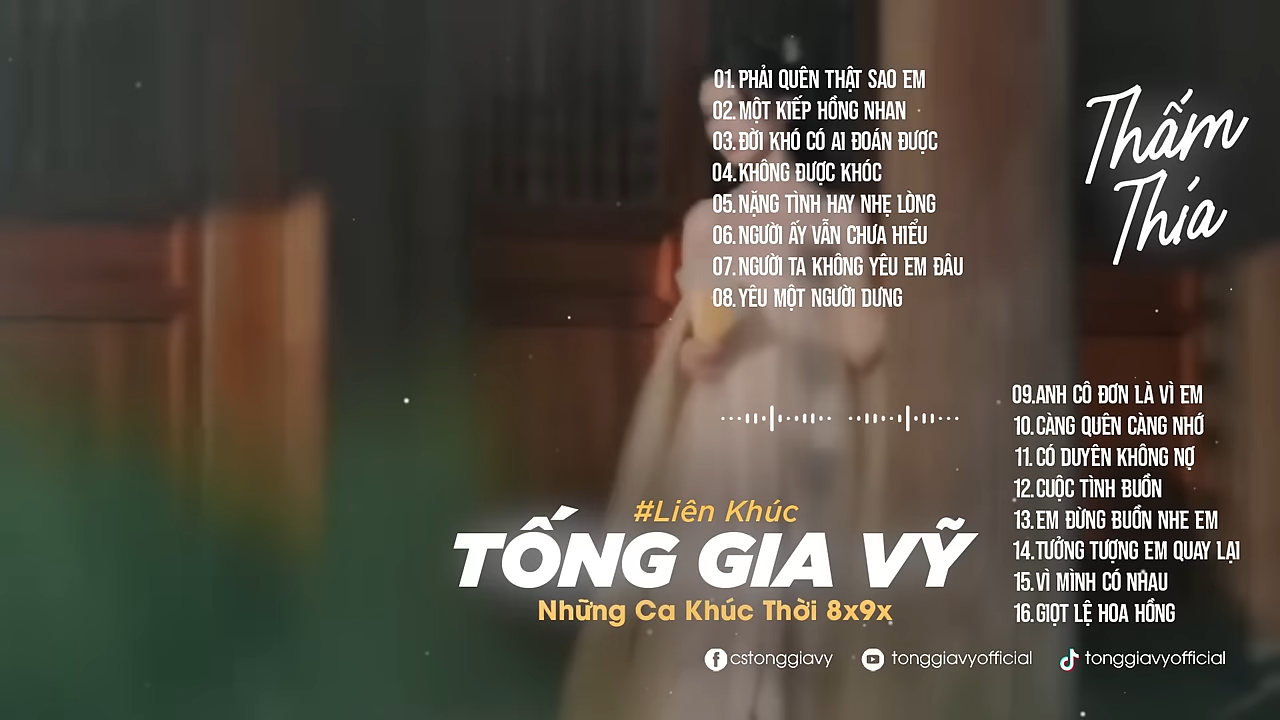 01. PHẢI QUÊN THẬT SAO EM
02. MỘT KIẾP HỒNG NHAN
03. ĐỜI KHÓ CÓ AI ĐOÁN ĐƯỢC
04. KHÔNG ĐƯỢC KHÓC
05. NẶNG TÌNH HAY NHẸ LÒNG
06. NGƯỜI ẤY VẪN CHƯA HIỂU
07. NGƯỜI TA KHÔNG YÊU EM ĐÂU
08. YÊU MỘT NGƯỜI DƯNG
Thấm
Thía
09. ANH CÔ ĐƠN LÀ VÌ EM
10. CÀNG QUÊN CÀNG NHỚ
11. CÓ DUYÊN KHÔNG NỢ
12. CUỘC TÌNH BUỒN
13. EM ĐỪNG BUỒN NHE EM
14. TƯỞNG TƯỢNG EM QUAY LẠI
15. VÌ MÌNH CÓ NHAU
16. GIỌT LỆ HOA HỒNG
#Liên Khúc
TỐNG GIA VỸ
Những Ca Khúc Thời 8x9x
cstonggiavy tonggiavyofficial tonggiavyofficial